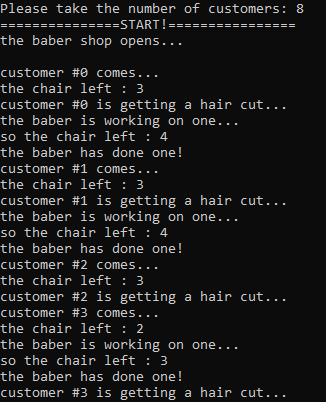 Please take the number of customers: 8
===============START!================
the baber shop opens...
customer #0 comes...
the chair left : 3
customer #0 is getting a hair cut...
the baber is working on one...
so the chair left : 4
the baber has done one!
customer #1 comes...
the chair left : 3
customer #1 is getting a hair cut...
the baber is working on one...
so the chair left : 4
the baber has done one!
customer #2 comes...
the chair left : 3
customer #2 is getting a hair cut...
customer #3 comes...
the chair left : 2
the baber is working on one...
so the chair left : 3
the baber has done one!
customer #3 is getting a hair cut...